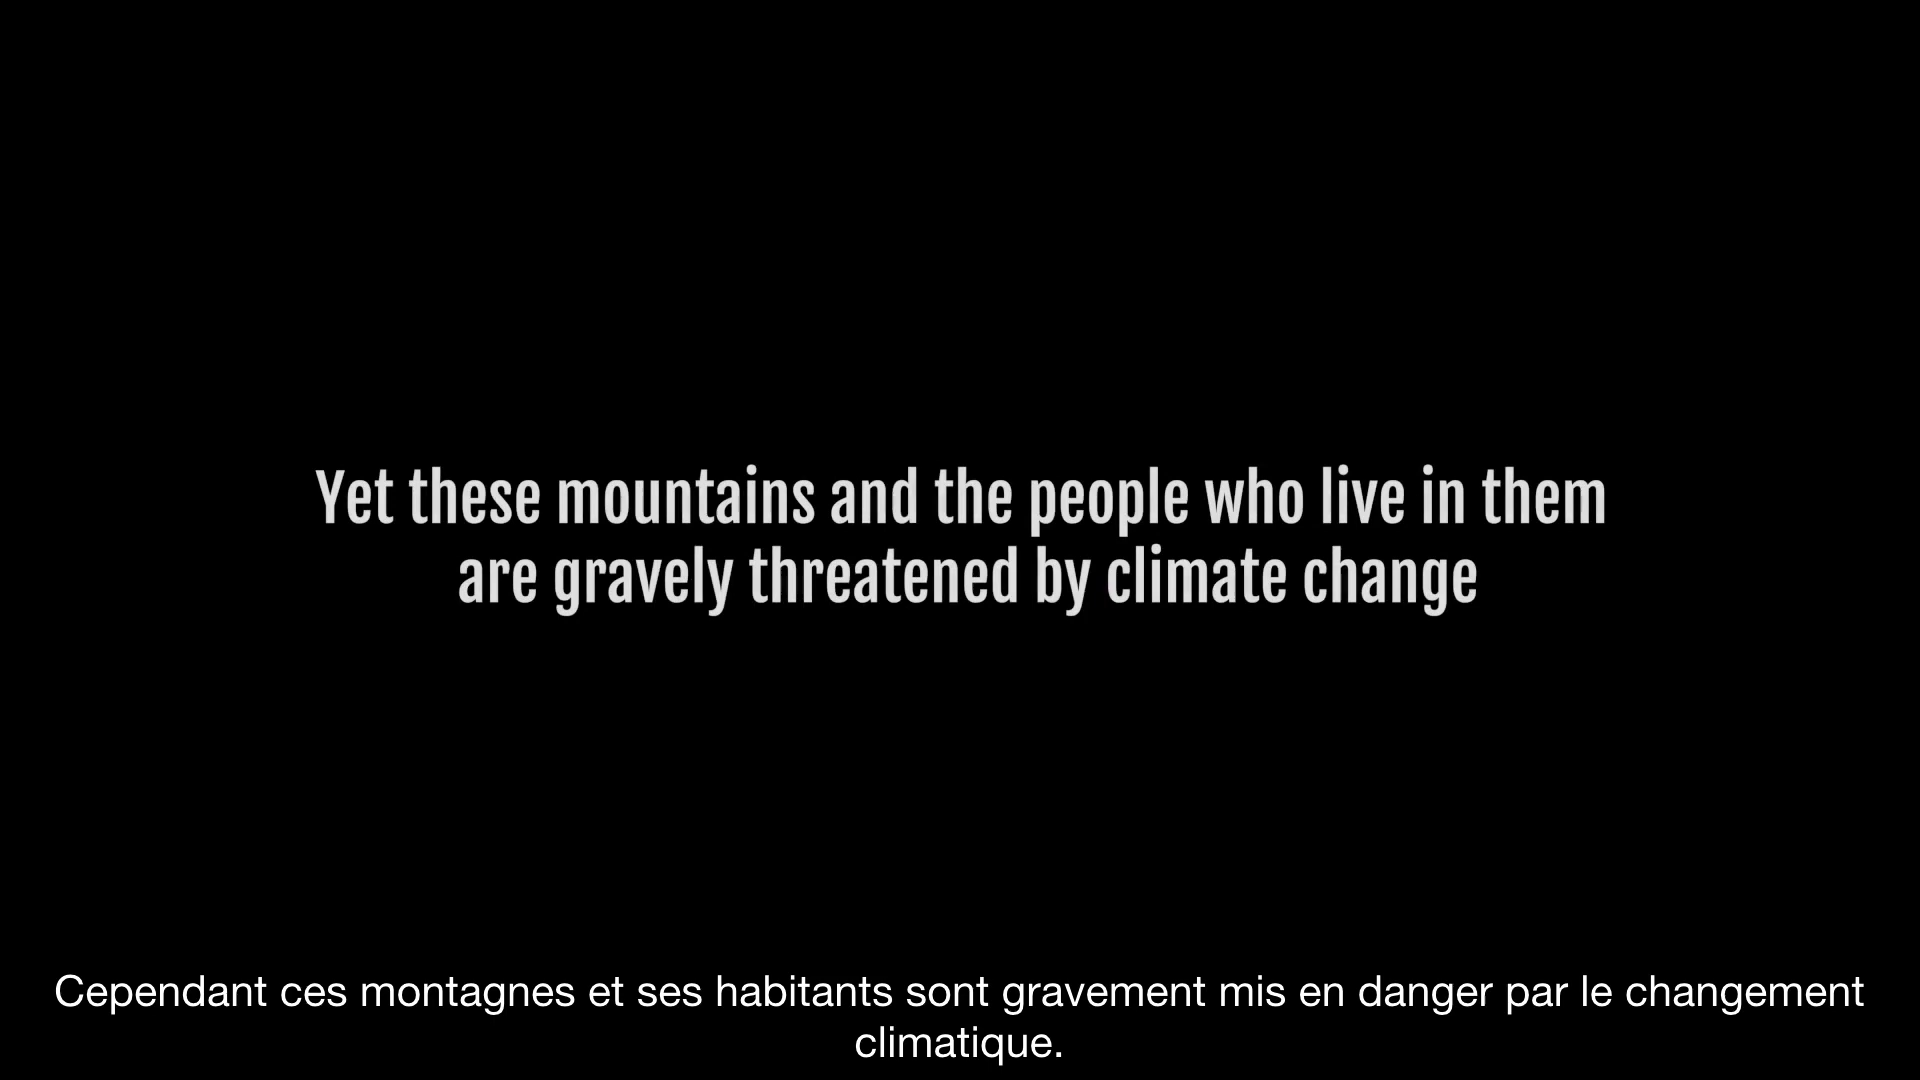 Yet these mountains and the people who live in them
are gravely threatened by climate change
Cependant ces montagnes et ses habitants sont gravement mis en danger par le changement
climatique.